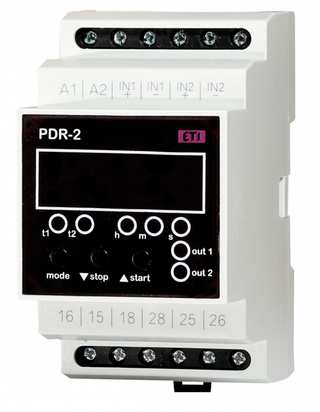 A1 A2 IN1 + IN1 - IN2 + IN2 -
PDR-2 ETI
t1 t2 h m s
out 1
mode ▼stop ▲start
out 2
16 15 18 28 25 26